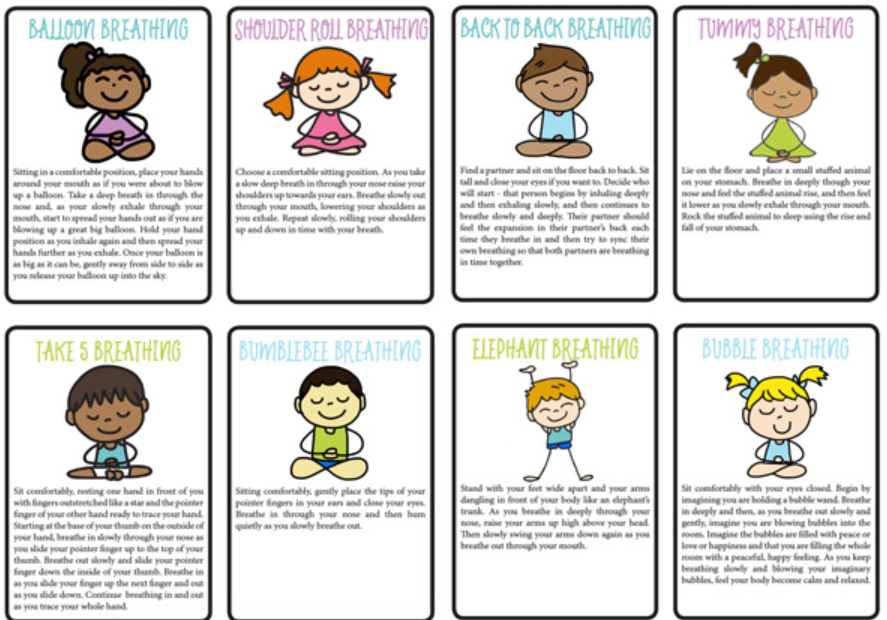 BALLOON BREATHING
Sitting in a comfortable position, place your hands
around your mouth as if you were about to blow
up a balloon. Take a deep breath in through the
nose and, as your slowly exhale through your
mouth, start to spread your hands out as if you are
blowing up a great big balloon. Hold your hand
position as you inhale again and then spread your
hands further as you exhale. Once your balloon is
as big as it can be, gently sway from side to side as
you release your balloon up into the sky.
SHOULDER ROLL BREATHING
Choose a comfortable sitting position. As you take
a slow deep breath in through your nose raise your
shoulders up towards your ears. Breathe slowly out
through your mouth, lowering your shoulders as
you exhale. Repeat slowly, rolling your shoulders
up and down in time with your breath.
BACK TO BACK BREATHING
Find a partner and sit on the floor back to back. Sit
tall and close your eyes if you want to. Decide who
will start - that person begins by inhaling deeply
and then exhaling slowly, and then continues to
breathe slowly and deeply. Their partner should
feel the expansion in their partner's back each
time they breathe in and then try to sync their
own breathing so that both partners are breathing
in time together.
TUMMY BREATHING
Lie on the floor and place a small stuffed animal
on your stomach. Breathe in deeply though your
nose and feel the stuffed animal rise, and then feel
it lower as you slowly exhale through your mouth.
Rock the stuffed animal to sleep using the rise and
fall of your stomach.
TAKE 5 BREATHING
Sit comfortably, resting one hand in front of you
with fingers outstretched like a star and the pointer
finger of your other hand ready to trace your hand.
Starting at the base of your thumb on the outside of
your hand, breathe in slowly through your nose as
you slide your pointer finger up to the top of your
thumb. Breathe out slowly and slide your pointer
finger down the inside of your thumb. Breathe in
as you slide your finger up the next finger and out
as you slide down. Continue breathing in and out
as you trace your whole hand.
BUMBLEBEE BREATHING
Sitting comfortably, gently place the tips of your
pointer fingers in your ears and close your eyes.
Breathe in through your nose and then hum
quietly as you slowly breathe out.
ELEPHANT BREATHING
Stand with your feet wide apart and your arms
dangling in front of your body like an elephant's
trunk. As you breathe in deeply through your
nose, raise your arms up high above your head.
Then slowly swing your arms down again as you
breathe out through your mouth.
BUBBLE BREATHING
Sit comfortably with your eyes closed. Begin by
imagining you are holding a bubble wand. Breathe
in deeply and then, as you breathe out slowly and
gently, imagine you are blowing bubbles into the
room. Imagine the bubbles are filled with peace or
love or happiness and that you are filling the whole
room with a peaceful, happy feeling. As you keep
breathing slowly and blowing your imaginary
bubbles, feel your body become calm and relaxed.